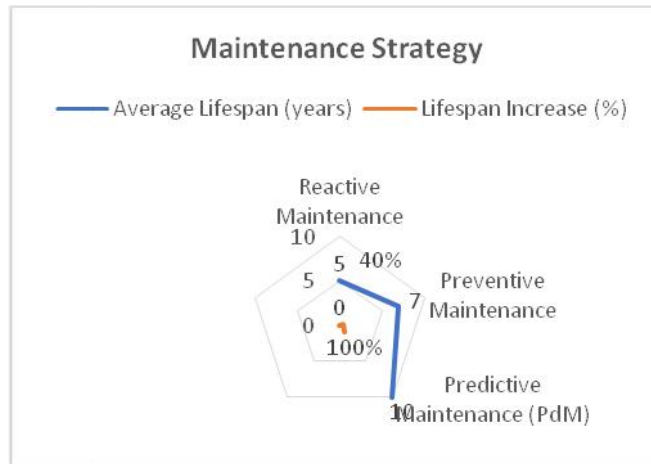 Maintenance Strategy
Average Lifespan (years) Lifespan Increase (%)
Reactive
Maintenance
10
5 40%
5
Preventive
Maintenance
7
0
0
100%
Predictive
Maintenance (PdM)
10